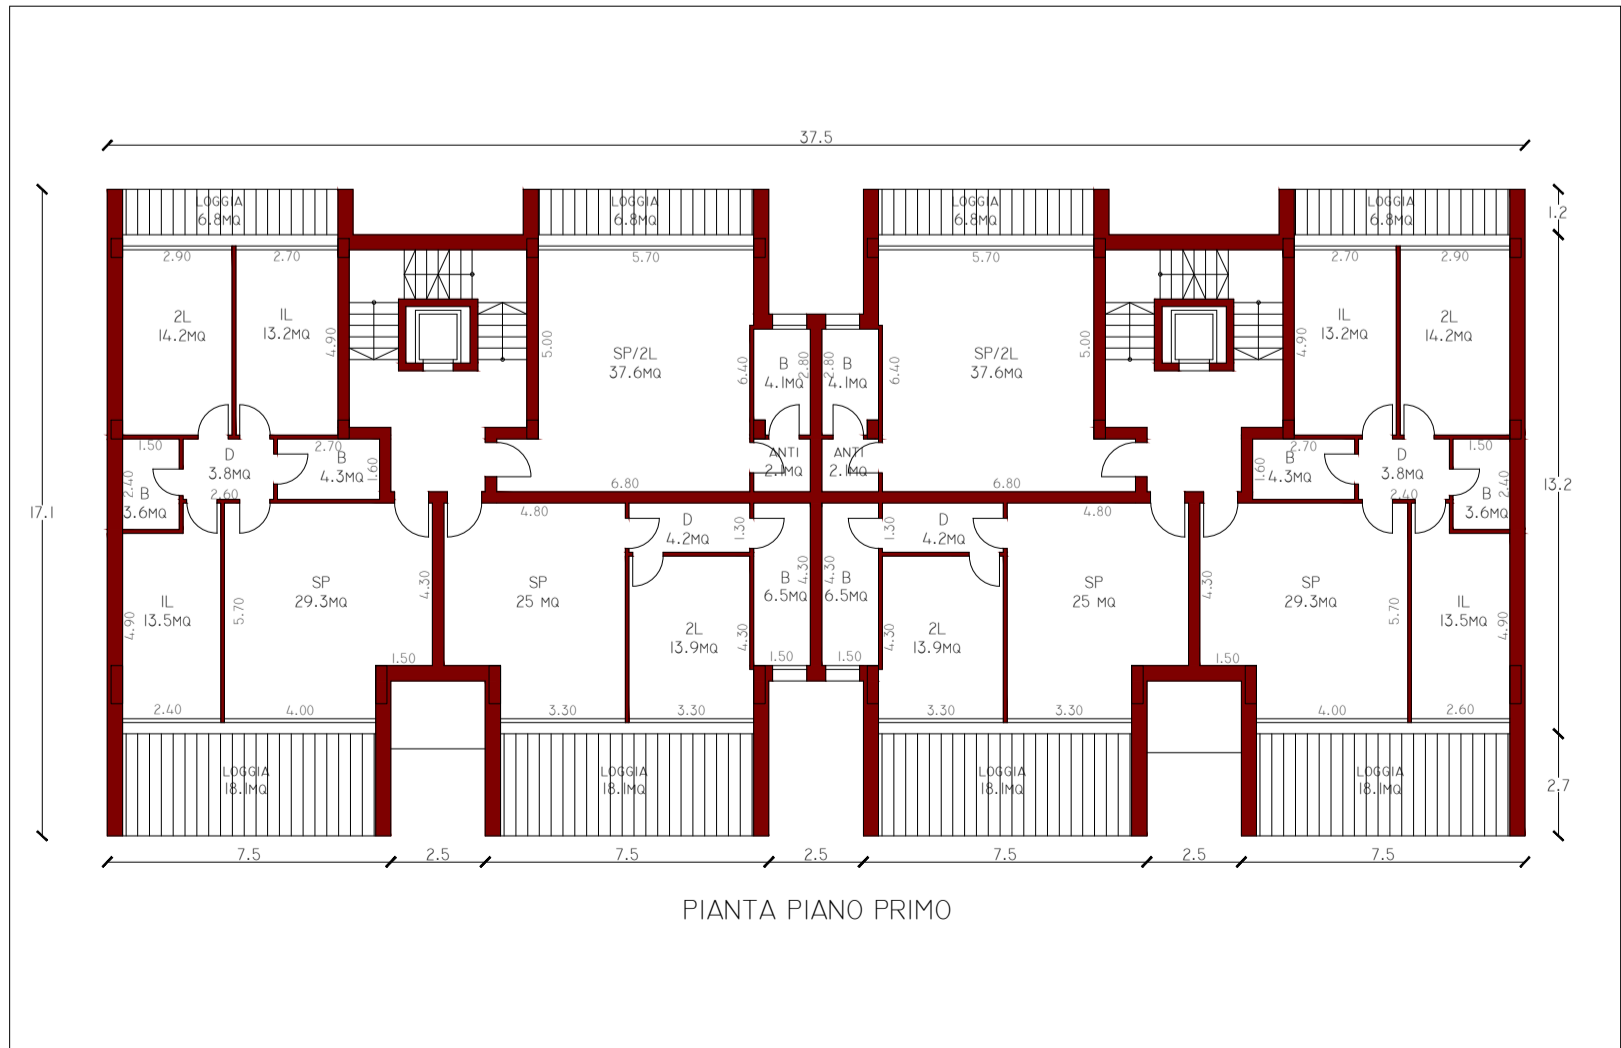 37.5
LOGGIA
6.8MQ
LOGGIA
6.8MQ
LOGGIA
6.8MQ
LOGGIA
6.8MQ
1.2
2.90
2.70
5.70
5.70
2.70
2.90
2L
14.2MQ
1L
13.2MQ
4.90
5.00
SP/2L
37.6MQ
6.40
B
4.1MQ
2.80
2.80
B
4.1MQ
6.40
SP/2L
37.6MQ
5.00
4.90
1L
13.2MQ
2L
14.2MQ
1.50
2.40
B
3.6MQ
D
3.8MQ
2.60
2.70
B
4.3MQ
1.60
6.80
ANTI
2.1MQ
ANTI
2.1MQ
6.80
1.60
2.70
B
4.3MQ
D
3.8MQ
2.40
1.50
2.40
B
3.6MQ
17.1
13.2
4.80
D
4.2MQ
1.30
1.30
D
4.2MQ
4.80
1L
13.5MQ
4.90
5.70
SP
29.3MQ
4.30
SP
25 MQ
2L
13.9MQ
4.30
B
6.5MQ
4.30
4.30
B
6.5MQ
4.30
2L
13.9MQ
SP
25 MQ
4.30
SP
29.3MQ
5.70
1L
13.5MQ
4.90
1.50
1.50
1.50
1.50
2.40
4.00
3.30
3.30
3.30
3.30
4.00
2.60
LOGGIA
18.1MQ
LOGGIA
18.1MQ
LOGGIA
18.1MQ
LOGGIA
18.1MQ
2.7
7.5
2.5
7.5
2.5
7.5
2.5
7.5
PIANTA PIANO PRIMO